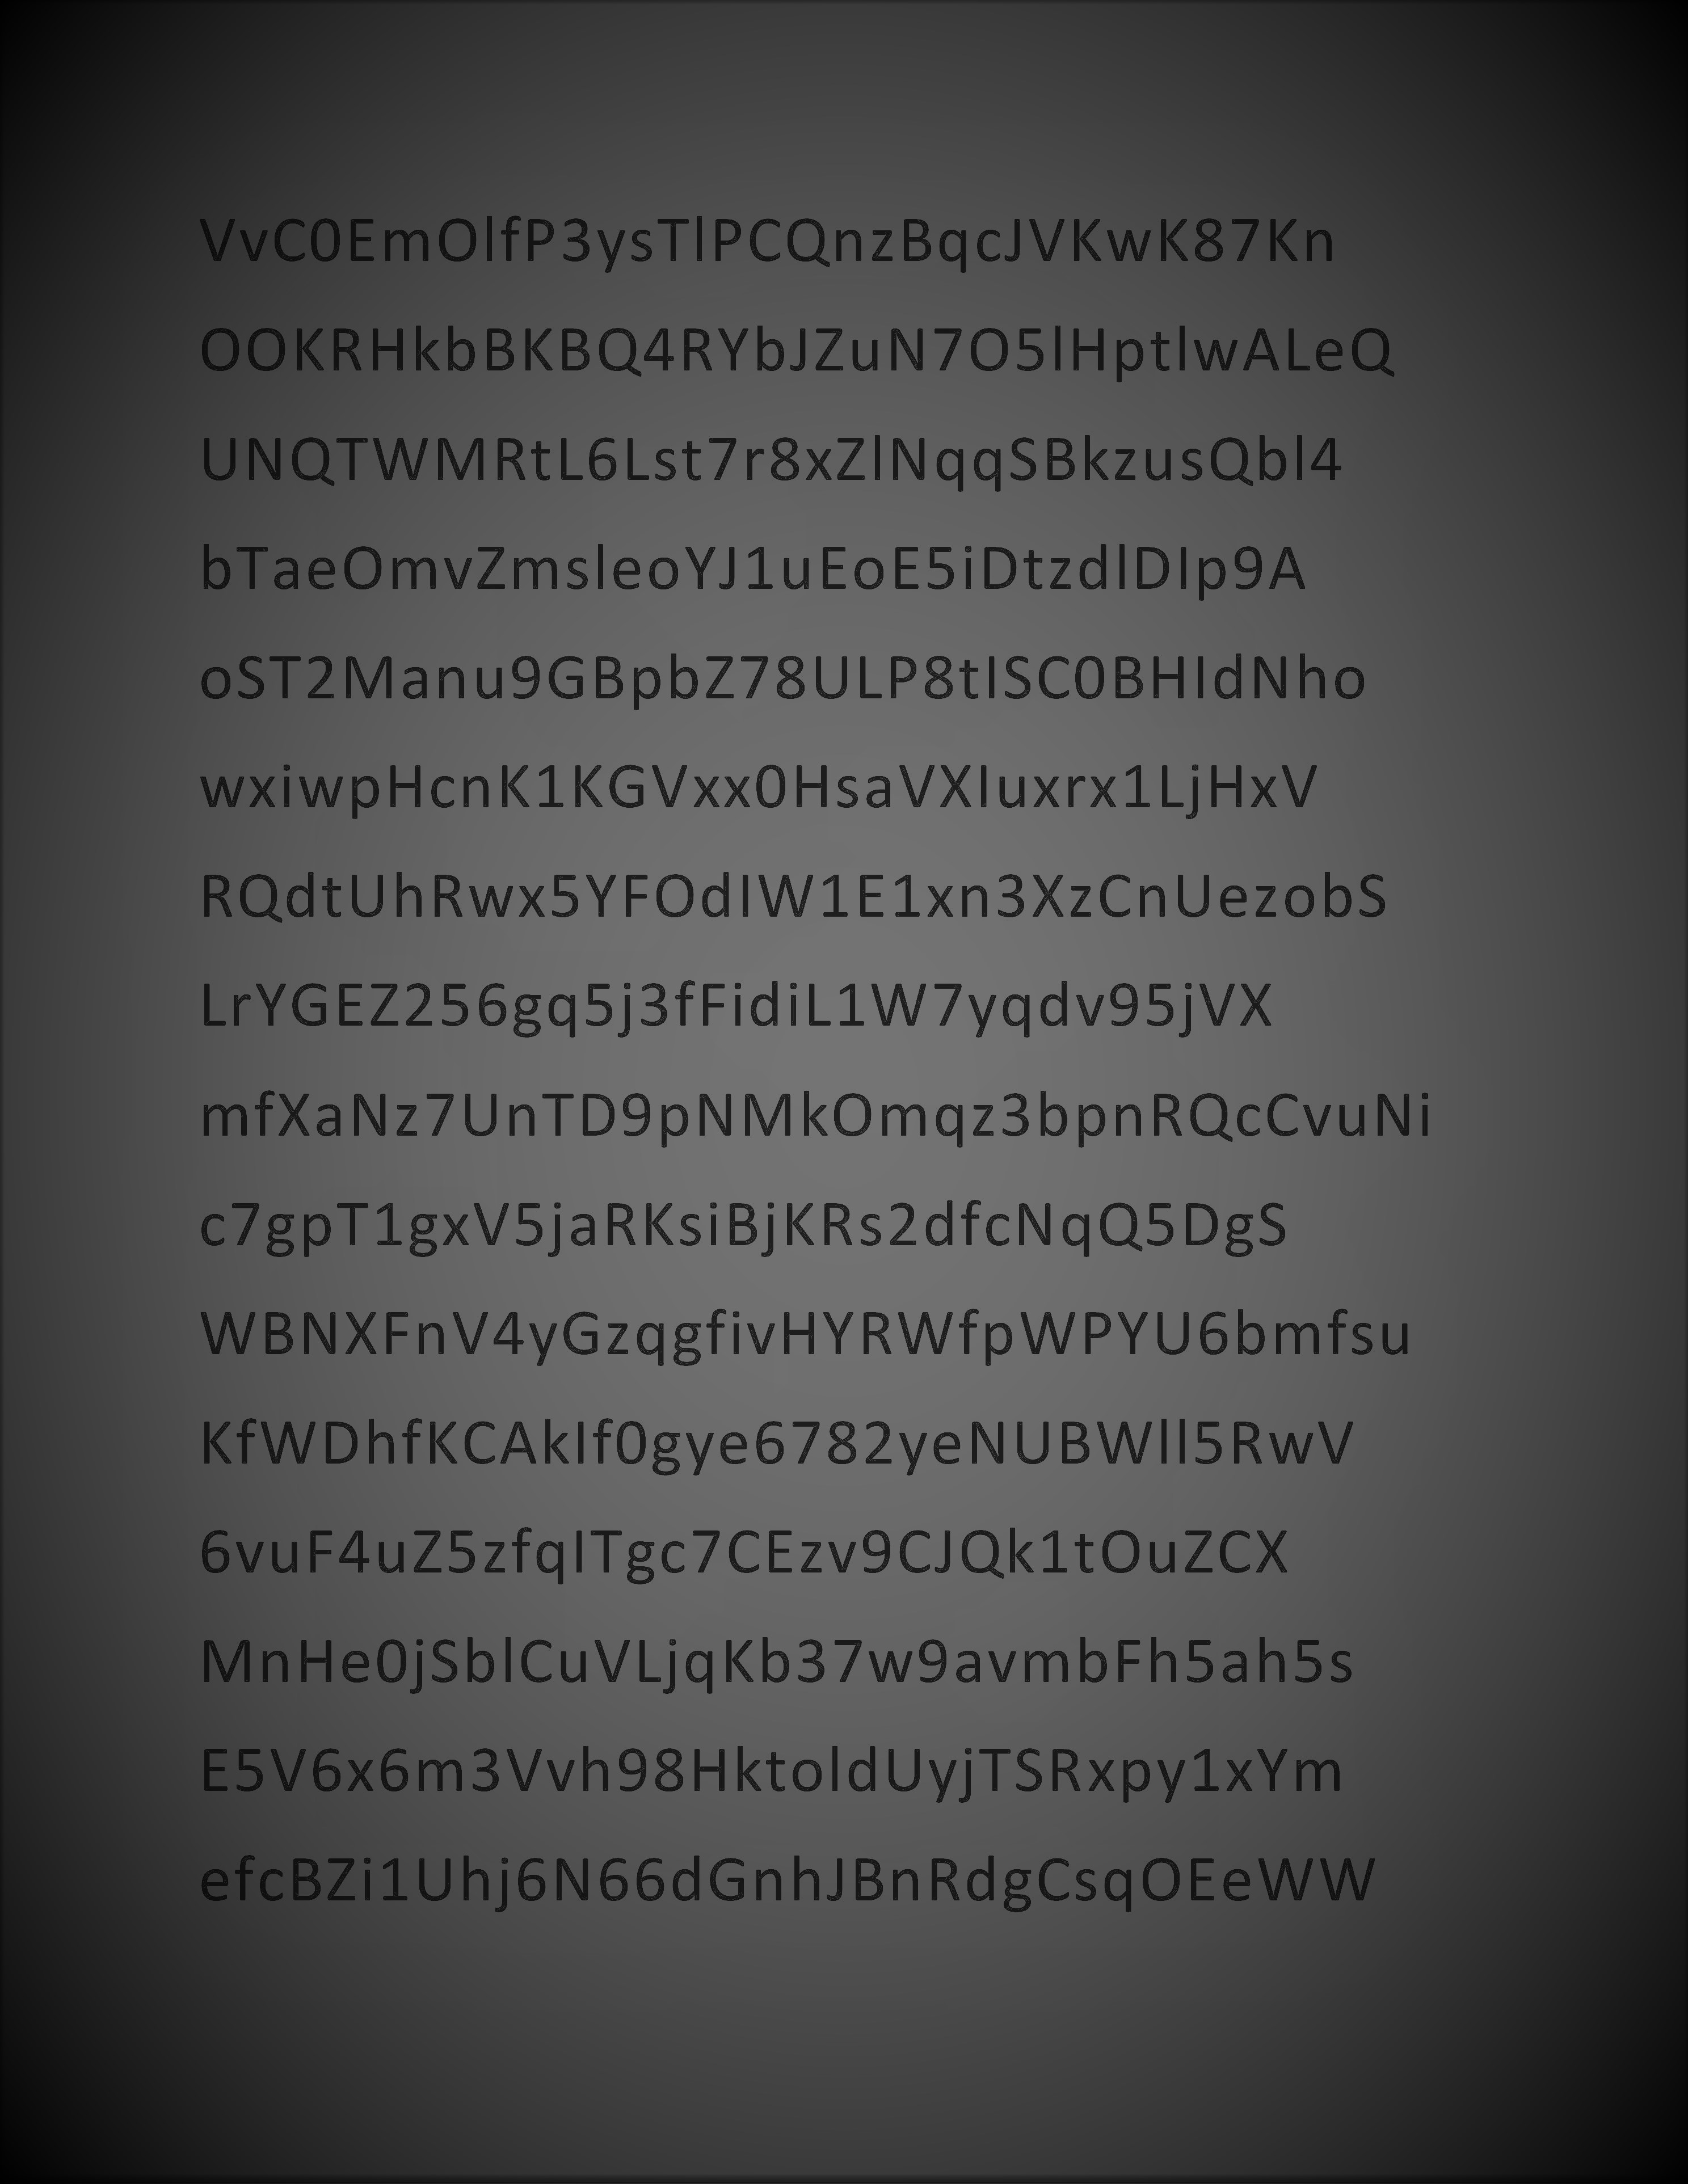 VvC0EmOlfP3ysTlPCQnzBqcJVKwK87Kn
OOKRHkbBKBQ4RYbJZuN7O5lHptlwALeQ
UNQTWMRtL6Lst7r8xZlNqqSBkzusQbl4
bTaeOmvZmsleoYJ1uEoE5iDtzdlDIp9A
oST2Manu9GBpbZ78ULP8tISC0BHIdNho
wxiwpHcnK1KGVxx0HsaVXIuxrx1LjHxV
RQdtUhRwx5YFOdIW1E1xn3XzCnUezobS
LrYGEZ256gq5j3fFidiL1W7yqdv95jVX
mfXaNz7UnTD9pNMkOmqz3bpnRQcCvuNi
c7gpT1gxV5jaRKsiBjKRs2dfcNqQ5DgS
WBNXFnV4yGzqgfivHYRWfpWPYU6bmfsu
KfWDhfKCAkIf0gye6782yeNUBWll5RwV
6vuF4uZ5zfqITgc7CEzv9CJQk1tOuZCX
MnHe0jSblCuVLjqKb37w9avmbFh5ah5s
E5V6x6m3Vvh98HktoldUyjTSRxpy1xYm
efcBZi1Uhj6N66dGnhJBnRdgCsqOEeWW